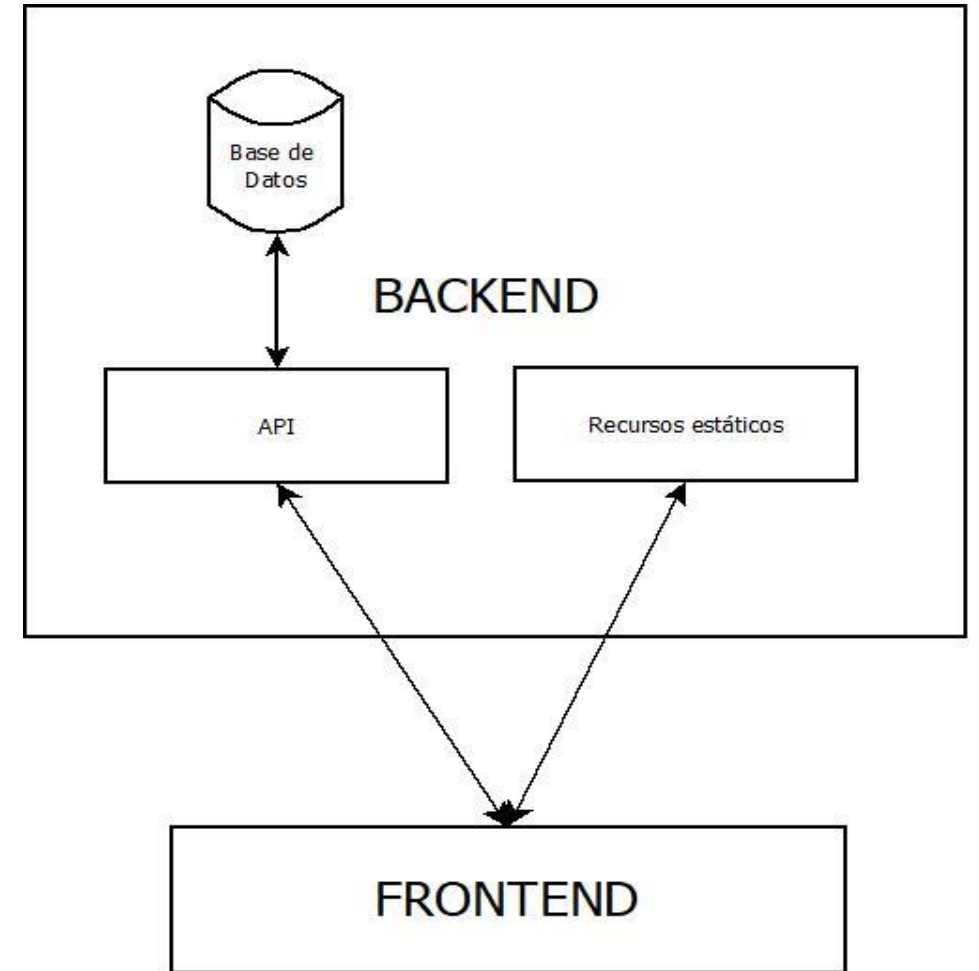 Base de
Datos
BACKEND
API
Recursos estáticos
FRONTEND